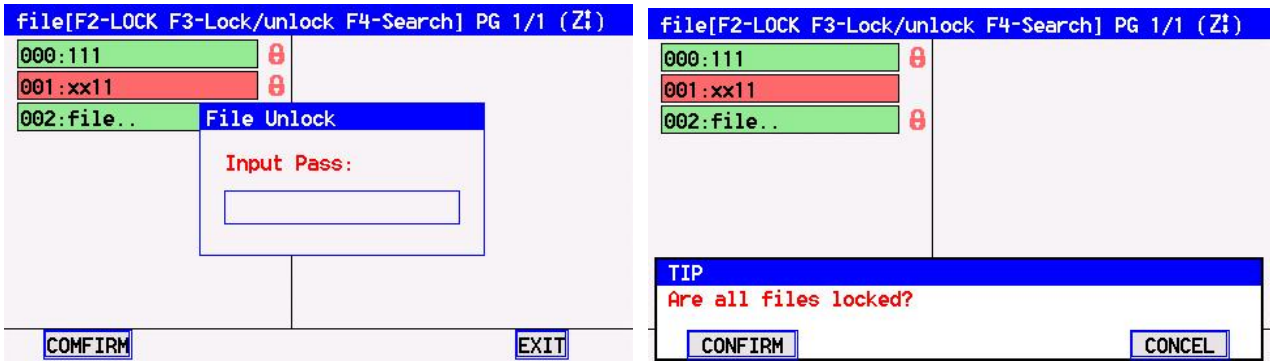 file[F2-LOCK F3-Lock/unlock F4-Search] PG 1/1 (Z↕)
000:111
001:xx11
002:file..
File Unlock
Input Pass:
COMFIRM
EXIT
file[F2-LOCK F3-Lock/unlock F4-Search] PG 1/1 (Z↕)
000:111
001:xx11
002:file..
TIP
Are all files locked?
CONFIRM
CONCEL